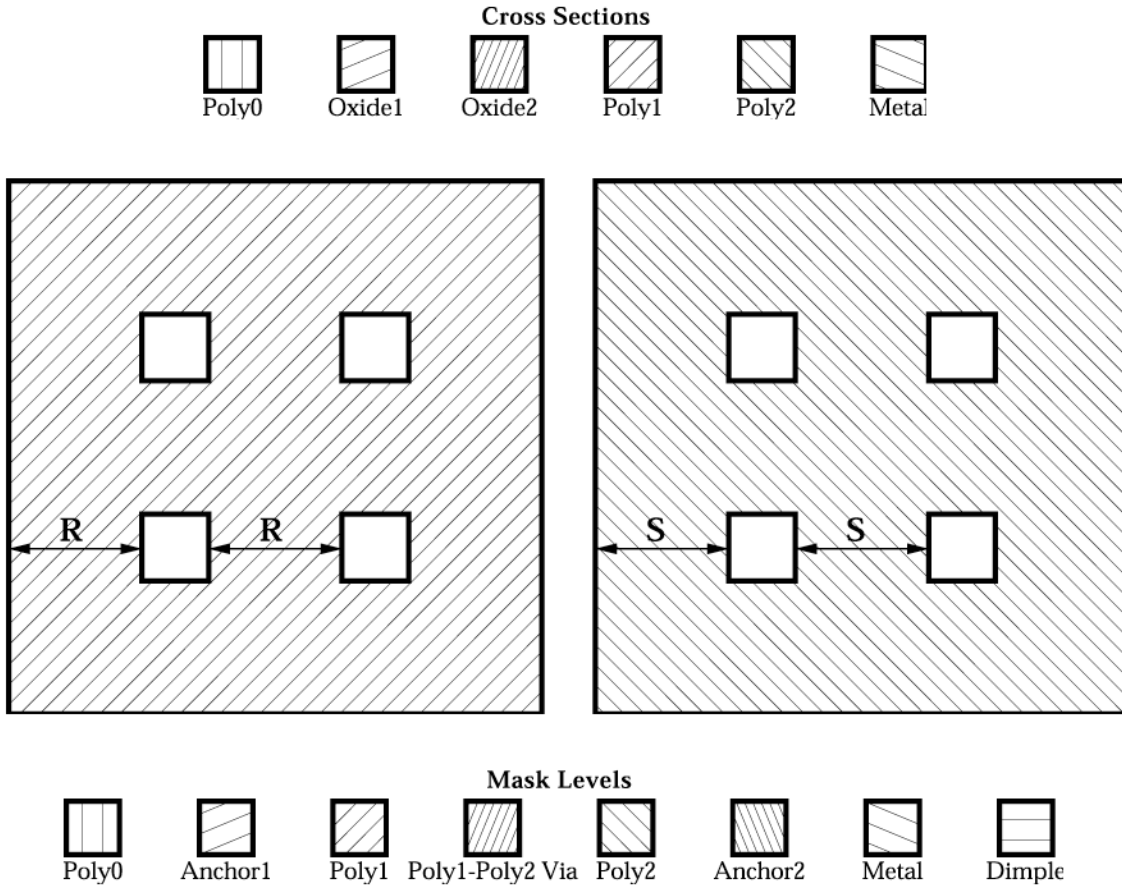 Cross Sections
Poly0 Oxide1 Oxide2 Poly1 Poly2 Metal
R R S S
Mask Levels
Poly0 Anchor1 Poly1 Poly1-Poly2 Via Poly2 Anchor2 Metal Dimple